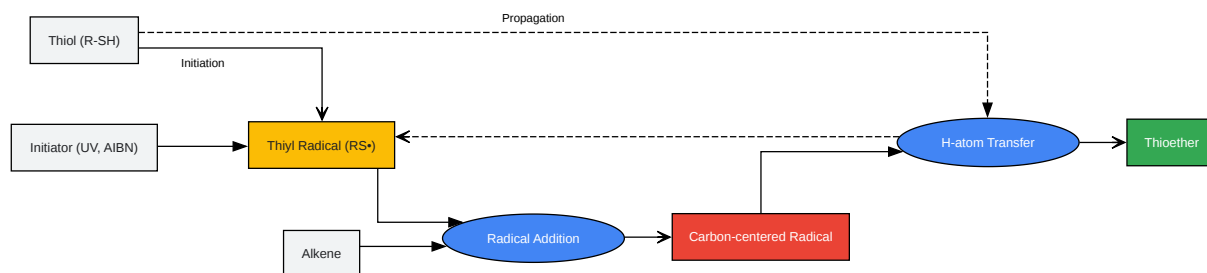 Propagation
Thiol (R-SH)
Initiation
Initiator (UV, AIBN)
Thiyl Radical (RS•)
H-atom Transfer
Thioether
Alkene
Radical Addition
Carbon-centered Radical